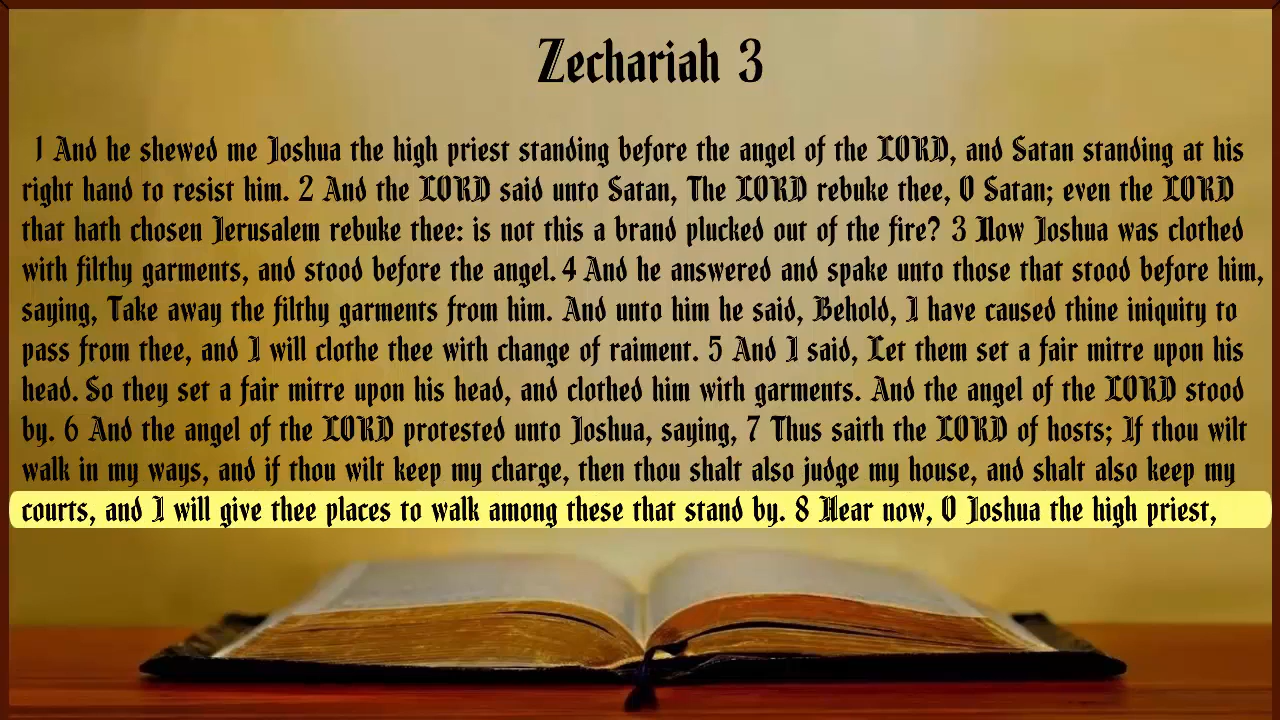 Zechariah 3
1 And he shewed me Joshua the high priest standing before the angel of the LORD, and Satan standing at his
right hand to resist him. 2 And the LORD said unto Satan, The LORD rebuke thee, O Satan; even the LORD
that hath chosen Jerusalem rebuke thee: is not this a brand plucked out of the fire? 3 Now Joshua was clothed
with filthy garments, and stood before the angel. 4 And he answered and spake unto those that stood before him,
saying, Take away the filthy garments from him. And unto him he said, Behold, I have caused thine iniquity to
pass from thee, and I will clothe thee with change of raiment. 5 And I said, Let them set a fair mitre upon his
head. So they set a fair mitre upon his head, and clothed him with garments. And the angel of the LORD stood
by. 6 And the angel of the LORD protested unto Joshua, saying, 7 Thus saith the LORD of hosts; If thou wilt
walk in my ways, and if thou wilt keep my charge, then thou shalt also judge my house, and shalt also keep my
courts, and I will give thee places to walk among these that stand by. 8 Hear now, O Joshua the high priest,